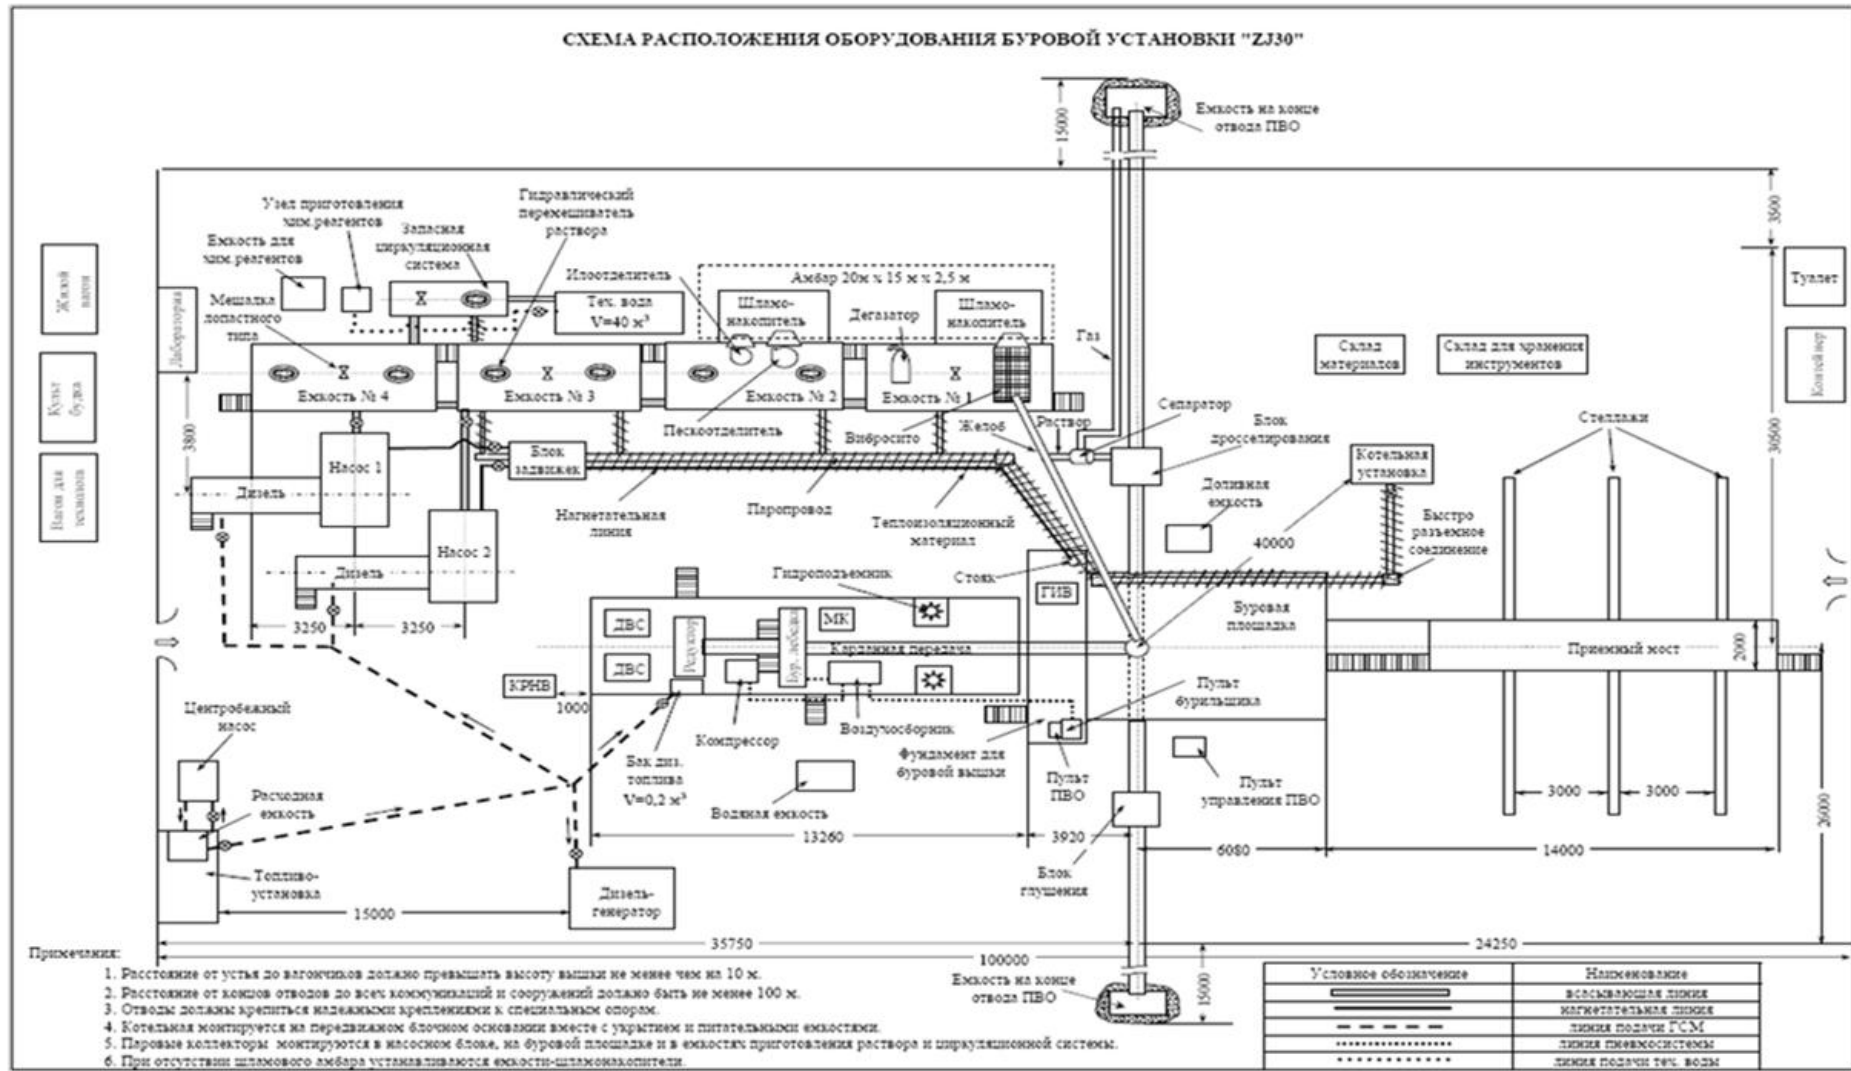 СХЕМА РАСПОЛОЖЕНИЯ ОБОРУДОВАНИЯ БУРОВОЙ УСТАНОВКИ "ZJ30"
15000
Емкость на конце
отвода ПВО
3500
Узел приготовления
хим.реагентов
Гидравлический
перемешиватель
раствора
Запасная
циркуляционная
система
Емкость для
хим.реагентов
Жилой
вагон
Лаборатория
Мешалка
лопастного
типа
Илоотделитель
Тех. вода
V=40 м³
Амбар 20м х 15 м х 2,5 м
Шламо-
накопитель
Дегазатор
Шламо-
накопитель
Газ
Туалет
Склад
материалов
Склад для хранения
инструментов
Контейнер
Культ
будка
Емкость № 4
Емкость № 3
Емкость № 2
Емкость № 1
3800
Пескоотделитель
Вибросито
Желоб
Раствор
Сепаратор
Блок
дросселирования
Стеллажи
30500
Вагон для
Насос 1
Блок
задвижек
Котельная
установка
Дизель
Нагнетательная
линия
Паропровод
Теплоизоляционный
материал
Доливная
емкость
40000
Быстро
разъемное
соединение
Насос 2
Дизель
Гидроподъемник
Стояк
ГИВ
Буровая
площадка
3250
3250
ДВС
Редуктор
Бур. лебедка
МК
Карданная передача
Приемный мост
2000
ДВС
КРНВ
1000
Пульт
бурильщика
Центробежный
насос
Компрессор
Воздухосборник
Бак диз.
топлива
V=0,2 м³
Фундамент для
буровой вышки
Водяная емкость
Пульт
ПВО
Пульт
управления ПВО
3000
3000
26000
Расходная
емкость
13260
3920
6080
14000
Топливо-
установка
Блок
глушения
15000
Дизель-
генератор
35750
24250
100000
Емкость на конце
отвода ПВО
15000
Примечания:
1. Расстояние от устья до вагончиков должно превышать высоту вышки не менее чем на 10 м.
2. Расстояние от концов отводов до всех коммуникаций и сооружений должно быть не менее 100 м.
3. Отводы должны крепиться надежными креплениями к специальным опорам.
4. Котельная монтируется на передвижном блочном основании вместе с укрытием и питательными емкостями.
5. Паровые коллекторы монтируются в насосном блоке, на буровой площадке и в емкостях приготовления раствора и циркуляционной системы.
6. При отсутствии шламового амбара устанавливаются емкости-шламонакопители.
Условное обозначение Наименование
всасывающая линия
нагнетательная линия
линия подачи ГСМ
линия пневмосистемы
линия подачи тех. воды